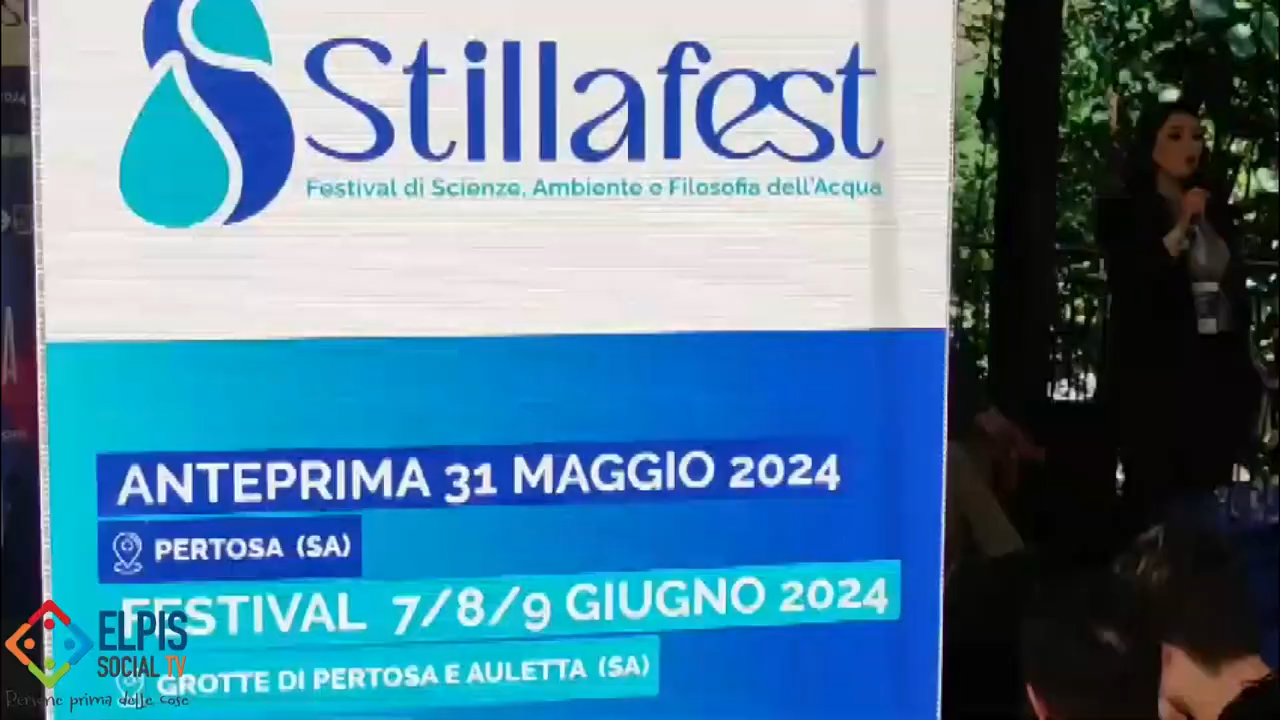 Stillafest
Festival di Scienze, Ambiente e Filosofia dell'Acqua
ANTEPRIMA 31 MAGGIO 2024
PERTOSA (SA)
FESTIVAL 7/8/9 GIUGNO 2024
GROTTE DI PERTOSA E AULETTA (SA)
ELPIS
SOCIAL TV
Persone prima delle cose